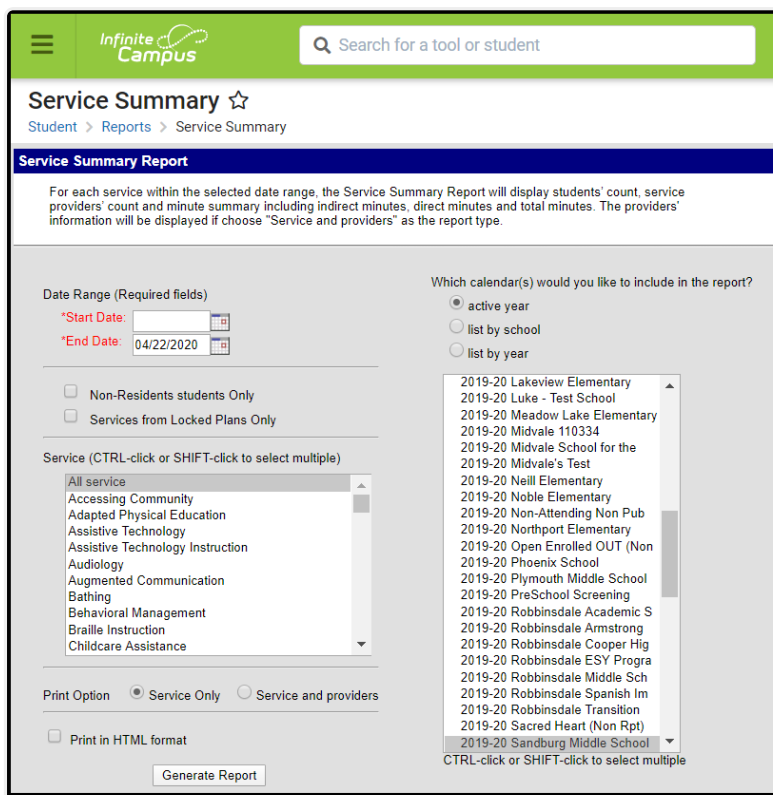 Infinite Campus
Search for a tool or student
Service Summary
Student > Reports > Service Summary
Service Summary Report
For each service within the selected date range, the Service Summary Report will display students' count, service
providers' count and minute summary including indirect minutes, direct minutes and total minutes. The providers'
information will be displayed if choose "Service and providers" as the report type.
Date Range (Required fields)
*Start Date:
*End Date: 04/22/2020
Non-Residents students Only
Services from Locked Plans Only
Service (CTRL-click or SHIFT-click to select multiple)
All service
Accessing Community
Adapted Physical Education
Assistive Technology
Assistive Technology Instruction
Audiology
Augmented Communication
Bathing
Behavioral Management
Braille Instruction
Childcare Assistance
Print Option Service Only Service and providers
Print in HTML format
Generate Report
Which calendar(s) would you like to include in the report?
active year
list by school
list by year
2019-20 Lakeview Elementary
2019-20 Luke - Test School
2019-20 Meadow Lake Elementary
2019-20 Midvale 110334
2019-20 Midvale School for the
2019-20 Midvale's Test
2019-20 Neill Elementary
2019-20 Noble Elementary
2019-20 Non-Attending Non Pub
2019-20 Northport Elementary
2019-20 Open Enrolled OUT (Non
2019-20 Phoenix School
2019-20 Plymouth Middle School
2019-20 PreSchool Screening
2019-20 Robbinsdale Academic S
2019-20 Robbinsdale Armstrong
2019-20 Robbinsdale Cooper Hig
2019-20 Robbinsdale ESY Progra
2019-20 Robbinsdale Middle Sch
2019-20 Robbinsdale Spanish Im
2019-20 Robbinsdale Transition
2019-20 Sacred Heart (Non Rpt)
2019-20 Sandburg Middle School
CTRL-click or SHIFT-click to select multiple